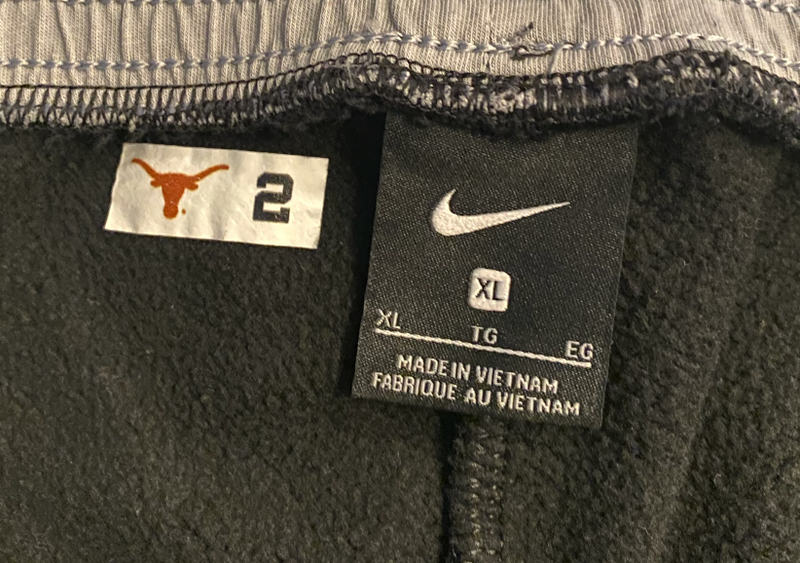 2
XL
XL
TG
EG
MADE IN VIETNAM
FABRIQUE AU VIETNAM